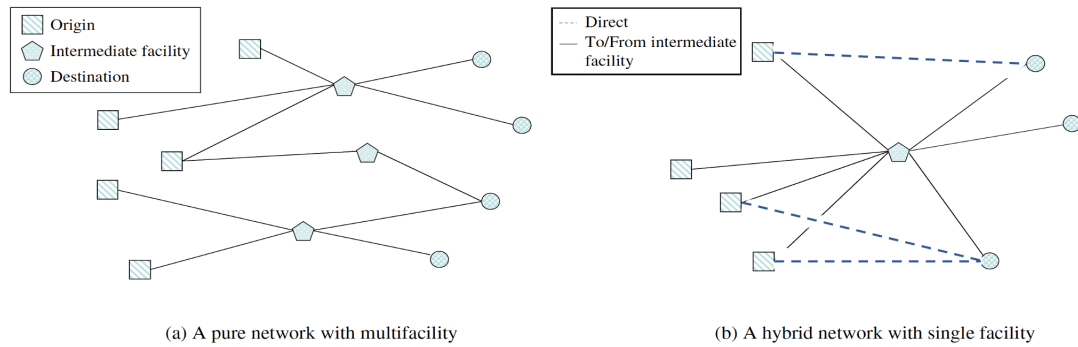 Origin
Intermediate facility
Destination
Direct
To/From intermediate
facility
(a) A pure network with multifacility
(b) A hybrid network with single facility